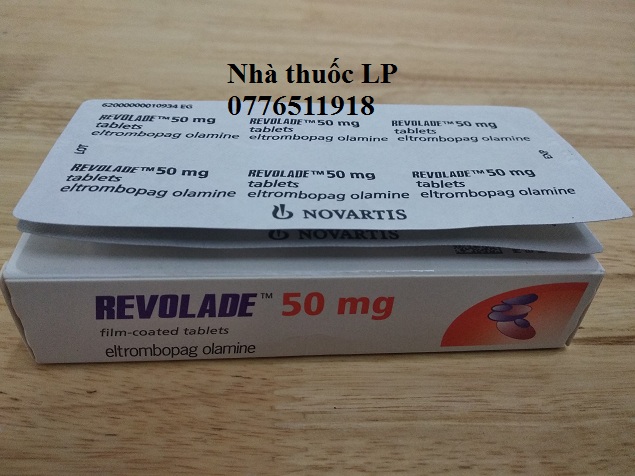 Nhà thuốc LP
0776511918
62000000010934 EG
REVOLADE™ 50 mg
tablets
eltrombopag olamine
REVOLADE™ 50 mg
tablets
eltrombopag olamine
REVOLADE™ 50 mg
tablets
eltrombopag olamine
LOT
EXP
REVOLADE™ 50 mg
tablets
eltrombopag olamine
REVOLADE™ 50 mg
tablets
eltrombopag olamine
REVOLADE™ 50 mg
tablets
eltrombopag olamine
NOVARTIS
NOVARTIS
REVOLADE™ 50 mg
film-coated tablets
eltrombopag olamine